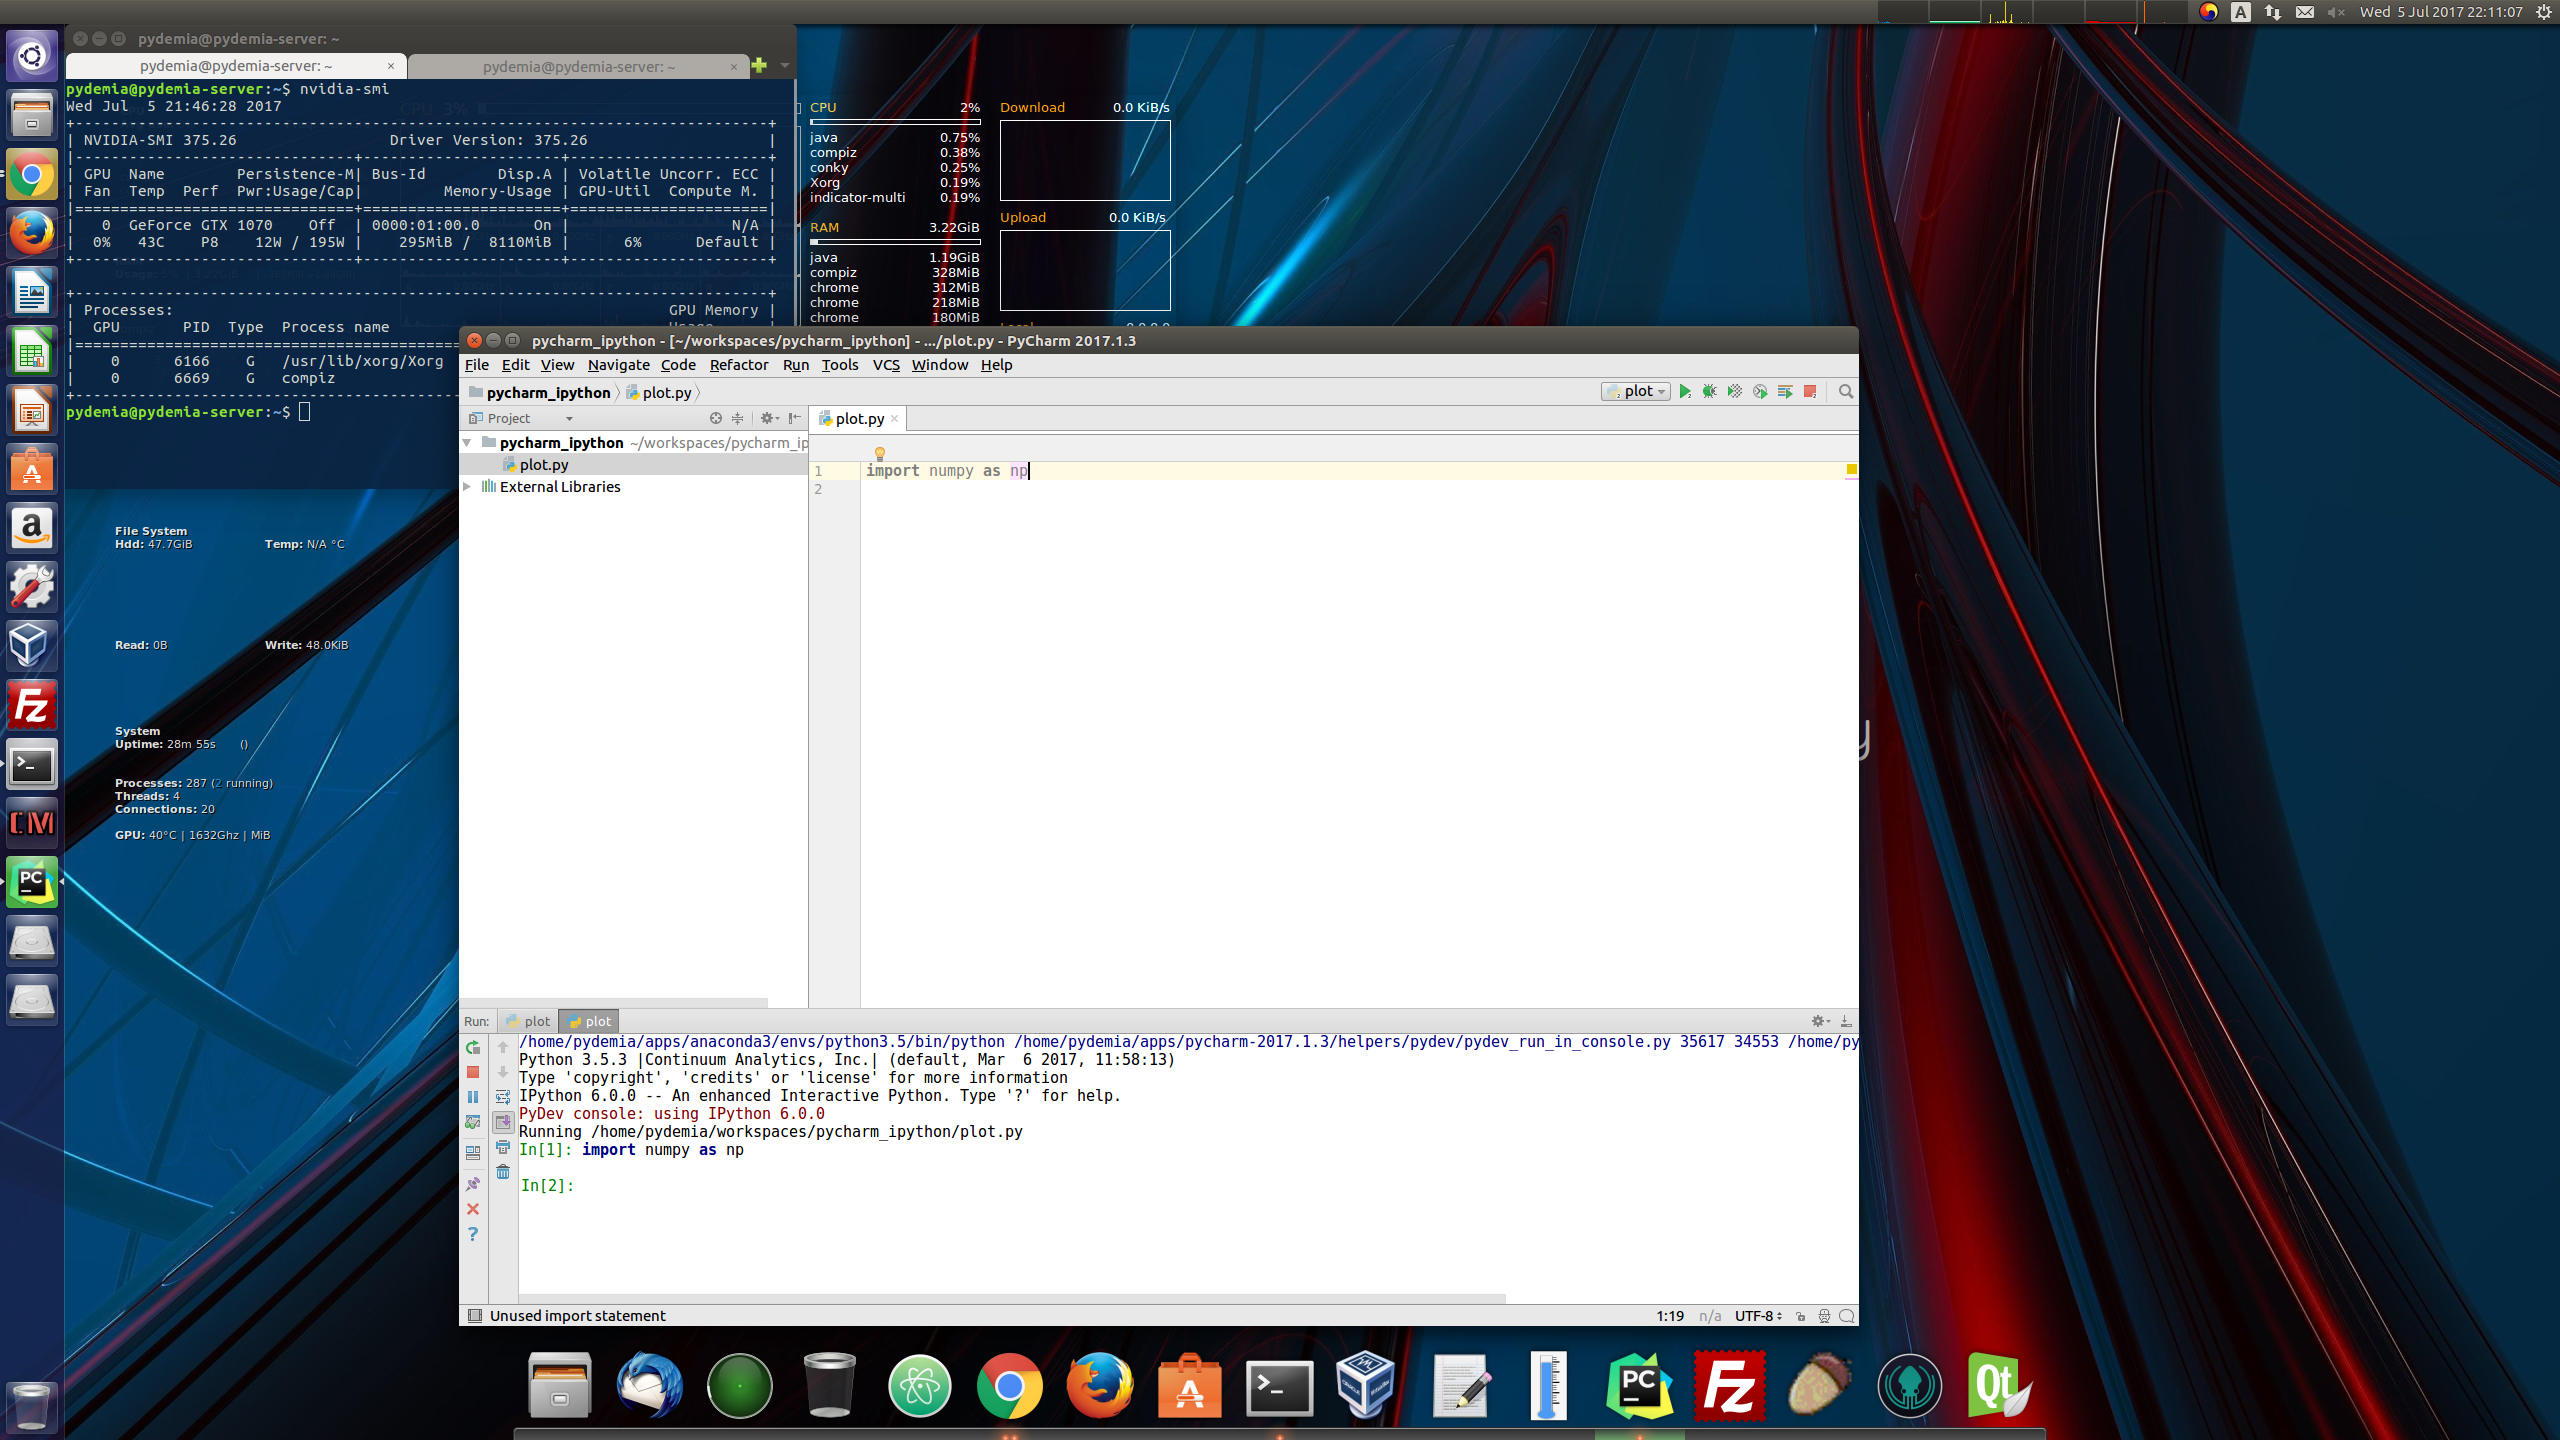 Wed 5 Jul 2017 22:11:07
A
pydemia@pydemia-server: ~
pydemia@pydemia-server: ~ ×
pydemia@pydemia-server: ~ ×
pydemia@pydemia-server:~$ nvidia-smi
Wed Jul  5 21:46:28 2017
+-----------------------------------------------------------------------------+
| NVIDIA-SMI 375.26                 Driver Version: 375.26                    |
|-------------------------------+----------------------+----------------------+
| GPU  Name        Persistence-M| Bus-Id        Disp.A | Volatile Uncorr. ECC |
| Fan  Temp  Perf  Pwr:Usage/Cap|         Memory-Usage | GPU-Util  Compute M. |
|===============================+======================+======================|
|   0  GeForce GTX 1070    Off  | 0000:01:00.0      On |                  N/A |
|  0%   43C    P8    12W / 195W |    295MiB /  8110MiB |      6%      Default |
+-------------------------------+----------------------+----------------------+
+-----------------------------------------------------------------------------+
| Processes:                                                       GPU Memory |
|  GPU       PID  Type  Process name
|    0      6166    G   /usr/lib/xorg/Xorg
|    0      6669    G   compiz
pydemia@pydemia-server:~$
CPU 2%
java 0.75%
compiz 0.38%
conky 0.25%
Xorg 0.19%
indicator-multi 0.19%
RAM 3.22GiB
java 1.19GiB
compiz 328MiB
chrome 312MiB
chrome 218MiB
chrome 180MiB
Download 0.0 KiB/s
Upload 0.0 KiB/s
File System
Hdd: 47.7GiB Temp: N/A °C
Read: 0B Write: 48.0KiB
System
Uptime: 28m 55s ()
Processes: 287 (2 running)
Threads: 4
Connections: 20
GPU: 40°C | 1632Ghz | MiB
y
pycharm_ipython - [~/workspaces/pycharm_ipython] - .../plot.py - PyCharm 2017.1.3
File Edit View Navigate Code Refactor Run Tools VCS Window Help
pycharm_ipython plot.py
plot
Project
plot.py ×
pycharm_ipython ~/workspaces/pycharm_ip
plot.py
External Libraries
1 import numpy as np
2
Run: plot plot
/home/pydemia/apps/anaconda3/envs/python3.5/bin/python /home/pydemia/apps/pycharm-2017.1.3/helpers/pydev/pydev_run_in_console.py 35617 34553 /home/py
Python 3.5.3 |Continuum Analytics, Inc.| (default, Mar  6 2017, 11:58:13)
Type 'copyright', 'credits' or 'license' for more information
IPython 6.0.0 -- An enhanced Interactive Python. Type '?' for help.
PyDev console: using IPython 6.0.0
Running /home/pydemia/workspaces/pycharm_ipython/plot.py
In[1]: import numpy as np
In[2]:
Unused import statement
1:19 n/a UTF-8
a
Fz
>_
CM
PC
>_
PC
Fz
Qt